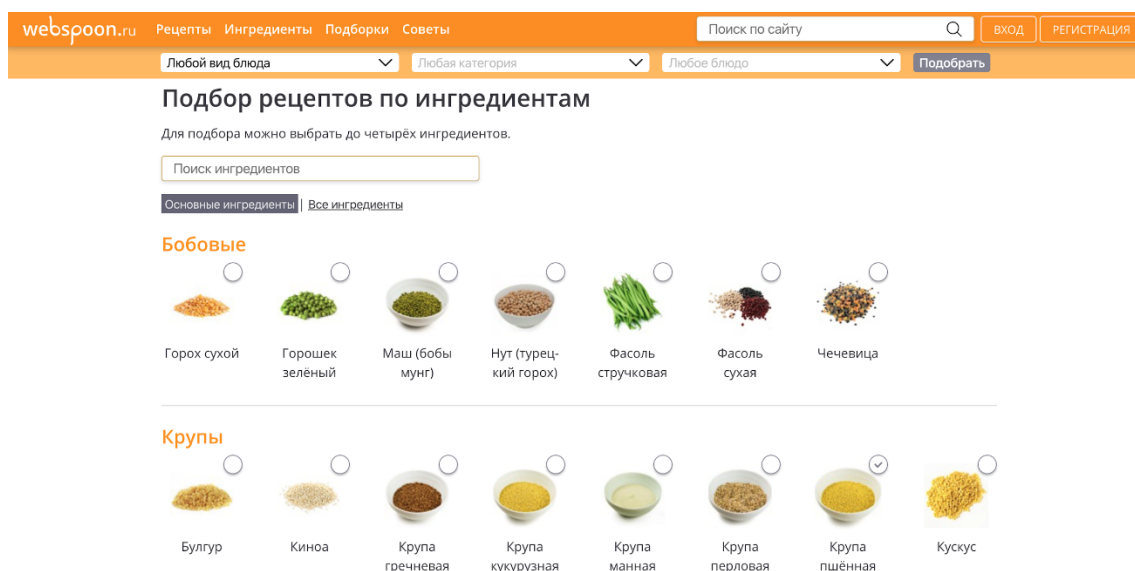 webspoon.ru Рецепты Ингредиенты Подборки Советы Поиск по сайту ВХОД РЕГИСТРАЦИЯ
Любой вид блюда Любая категория Любое блюдо Подобрать
Подбор рецептов по ингредиентам
Для подбора можно выбрать до четырёх ингредиентов.
Поиск ингредиентов
Основные ингредиенты | Все ингредиенты
Бобовые
Горох сухой Горошек Маш (бобы Нут (турец- Фасоль Фасоль Чечевица
зелёный мунг) кий горох) стручковая сухая
Крупы
Булгур Киноа Крупа Крупа Крупа Крупа Крупа Кускус
гречневая кукурузная манная перловая пшённая